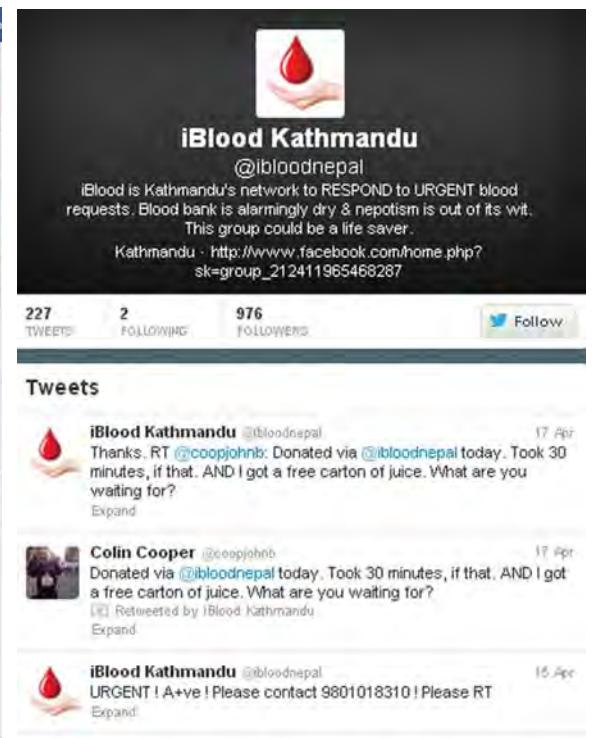 iBlood Kathmandu
@ibloodnepal
iBlood is Kathmandu's network to RESPOND to URGENT blood
requests. Blood bank is alarmingly dry & nepotism is out of its wit.
This group could be a life saver.
Kathmandu · http://www.facebook.com/home.php?
sk=group_212411965468287
227
TWEETS
2
FOLLOWING
976
FOLLOWERS
Follow
Tweets
iBlood Kathmandu @ibloodnepal 17 Apr
Thanks. RT @coopjohnb: Donated via @ibloodnepal today. Took 30
minutes, if that. AND I got a free carton of juice. What are you
waiting for?
Expand
Colin Cooper @coopjohnb 17 Apr
Donated via @ibloodnepal today. Took 30 minutes, if that. AND I got
a free carton of juice. What are you waiting for?
Retweeted by iBlood Kathmandu
Expand
iBlood Kathmandu @ibloodnepal 15 Apr
URGENT ! A+ve ! Please contact 9801018310 ! Please RT
Expand